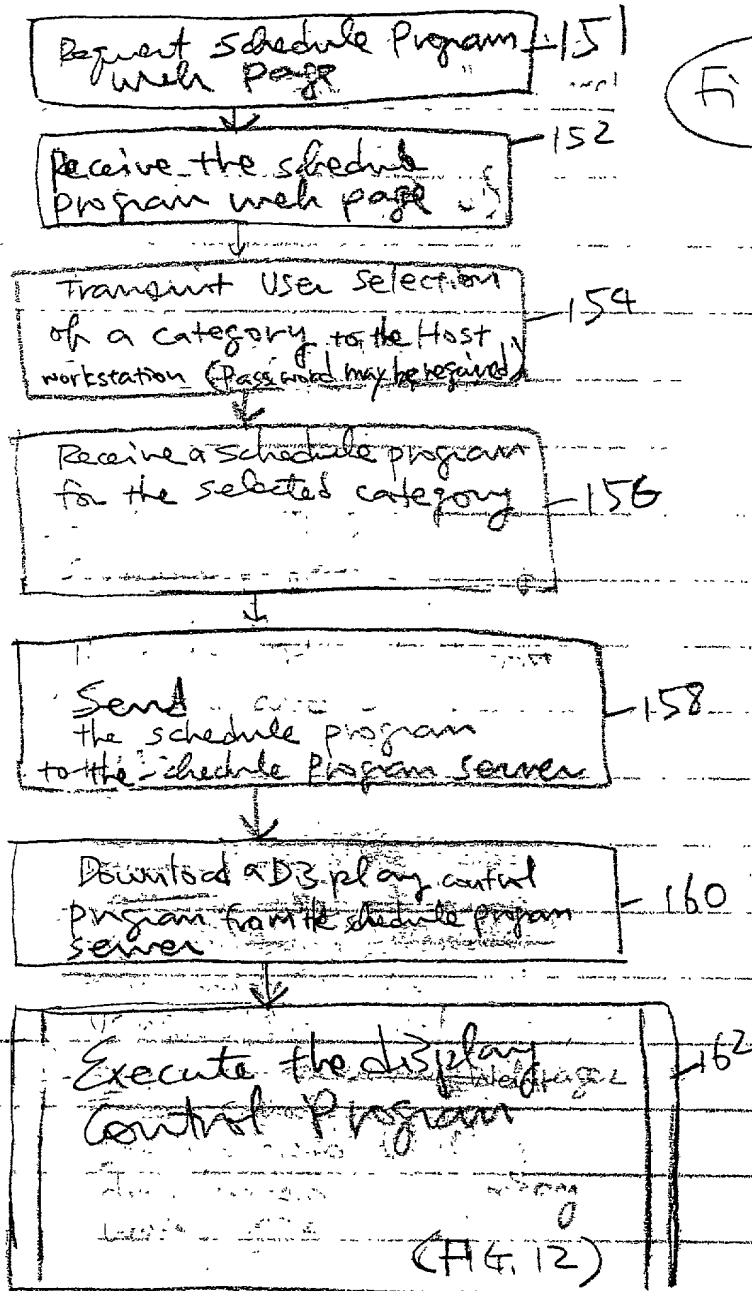 Request Schedule Program
web page
151
Fi
152
Receive the schedule
program web page
Transmit User Selection
of a category to the Host
workstation (Password may be required)
154
Receive a schedule program
for the selected category
156
Send
the schedule program
to the schedule program server
158
Download a Display control
program from the schedule program
server
160
Execute the display
Control Program
162
(FIG. 12)